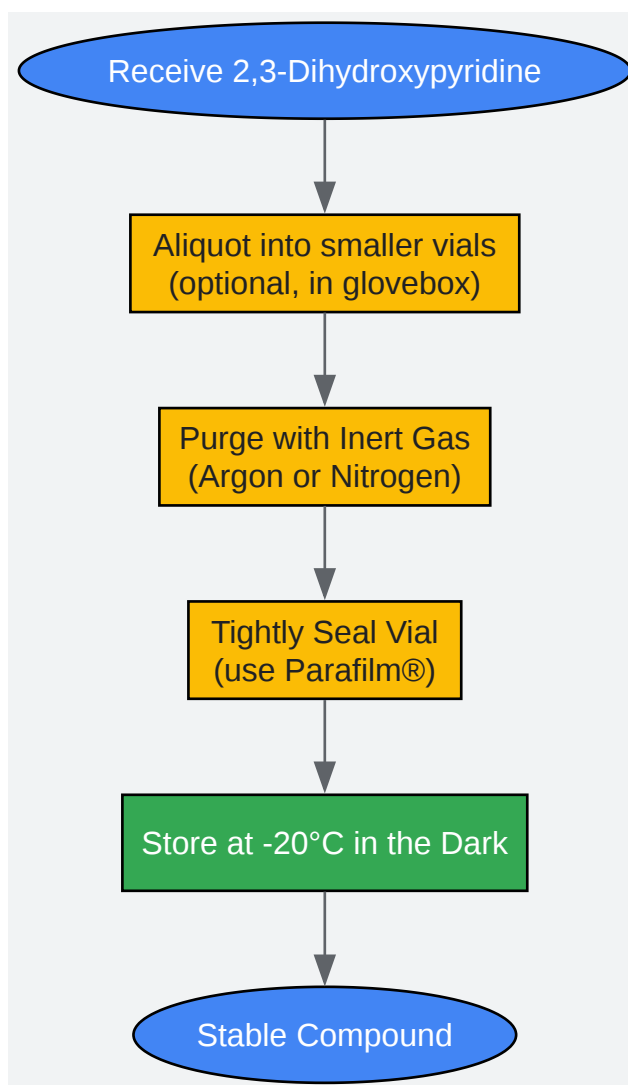 Receive 2,3-Dihydroxypyridine
Aliquot into smaller vials
(optional, in glovebox)
Purge with Inert Gas
(Argon or Nitrogen)
Tightly Seal Vial
(use Parafilm®)
Store at -20°C in the Dark
Stable Compound